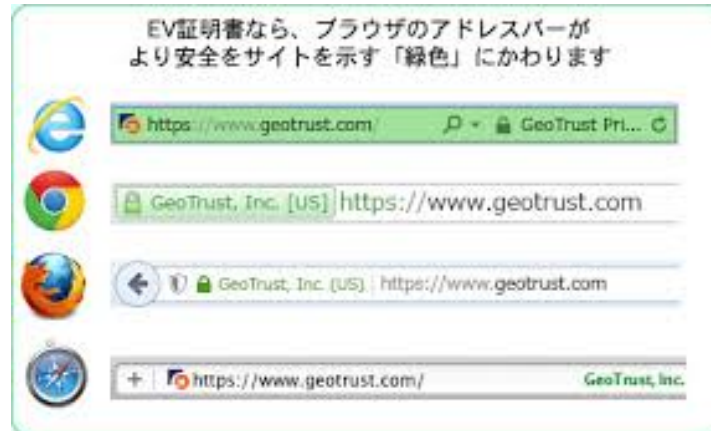 EV証明書なら、ブラウザのアドレスバーが
より安全をサイトを示す「緑色」にかわります
https://www.geotrust.com/ GeoTrust Pri...
GeoTrust, Inc. [US] https://www.geotrust.com
GeoTrust, Inc. (US) https://www.geotrust.com
+ https://www.geotrust.com/ GeoTrust, Inc.